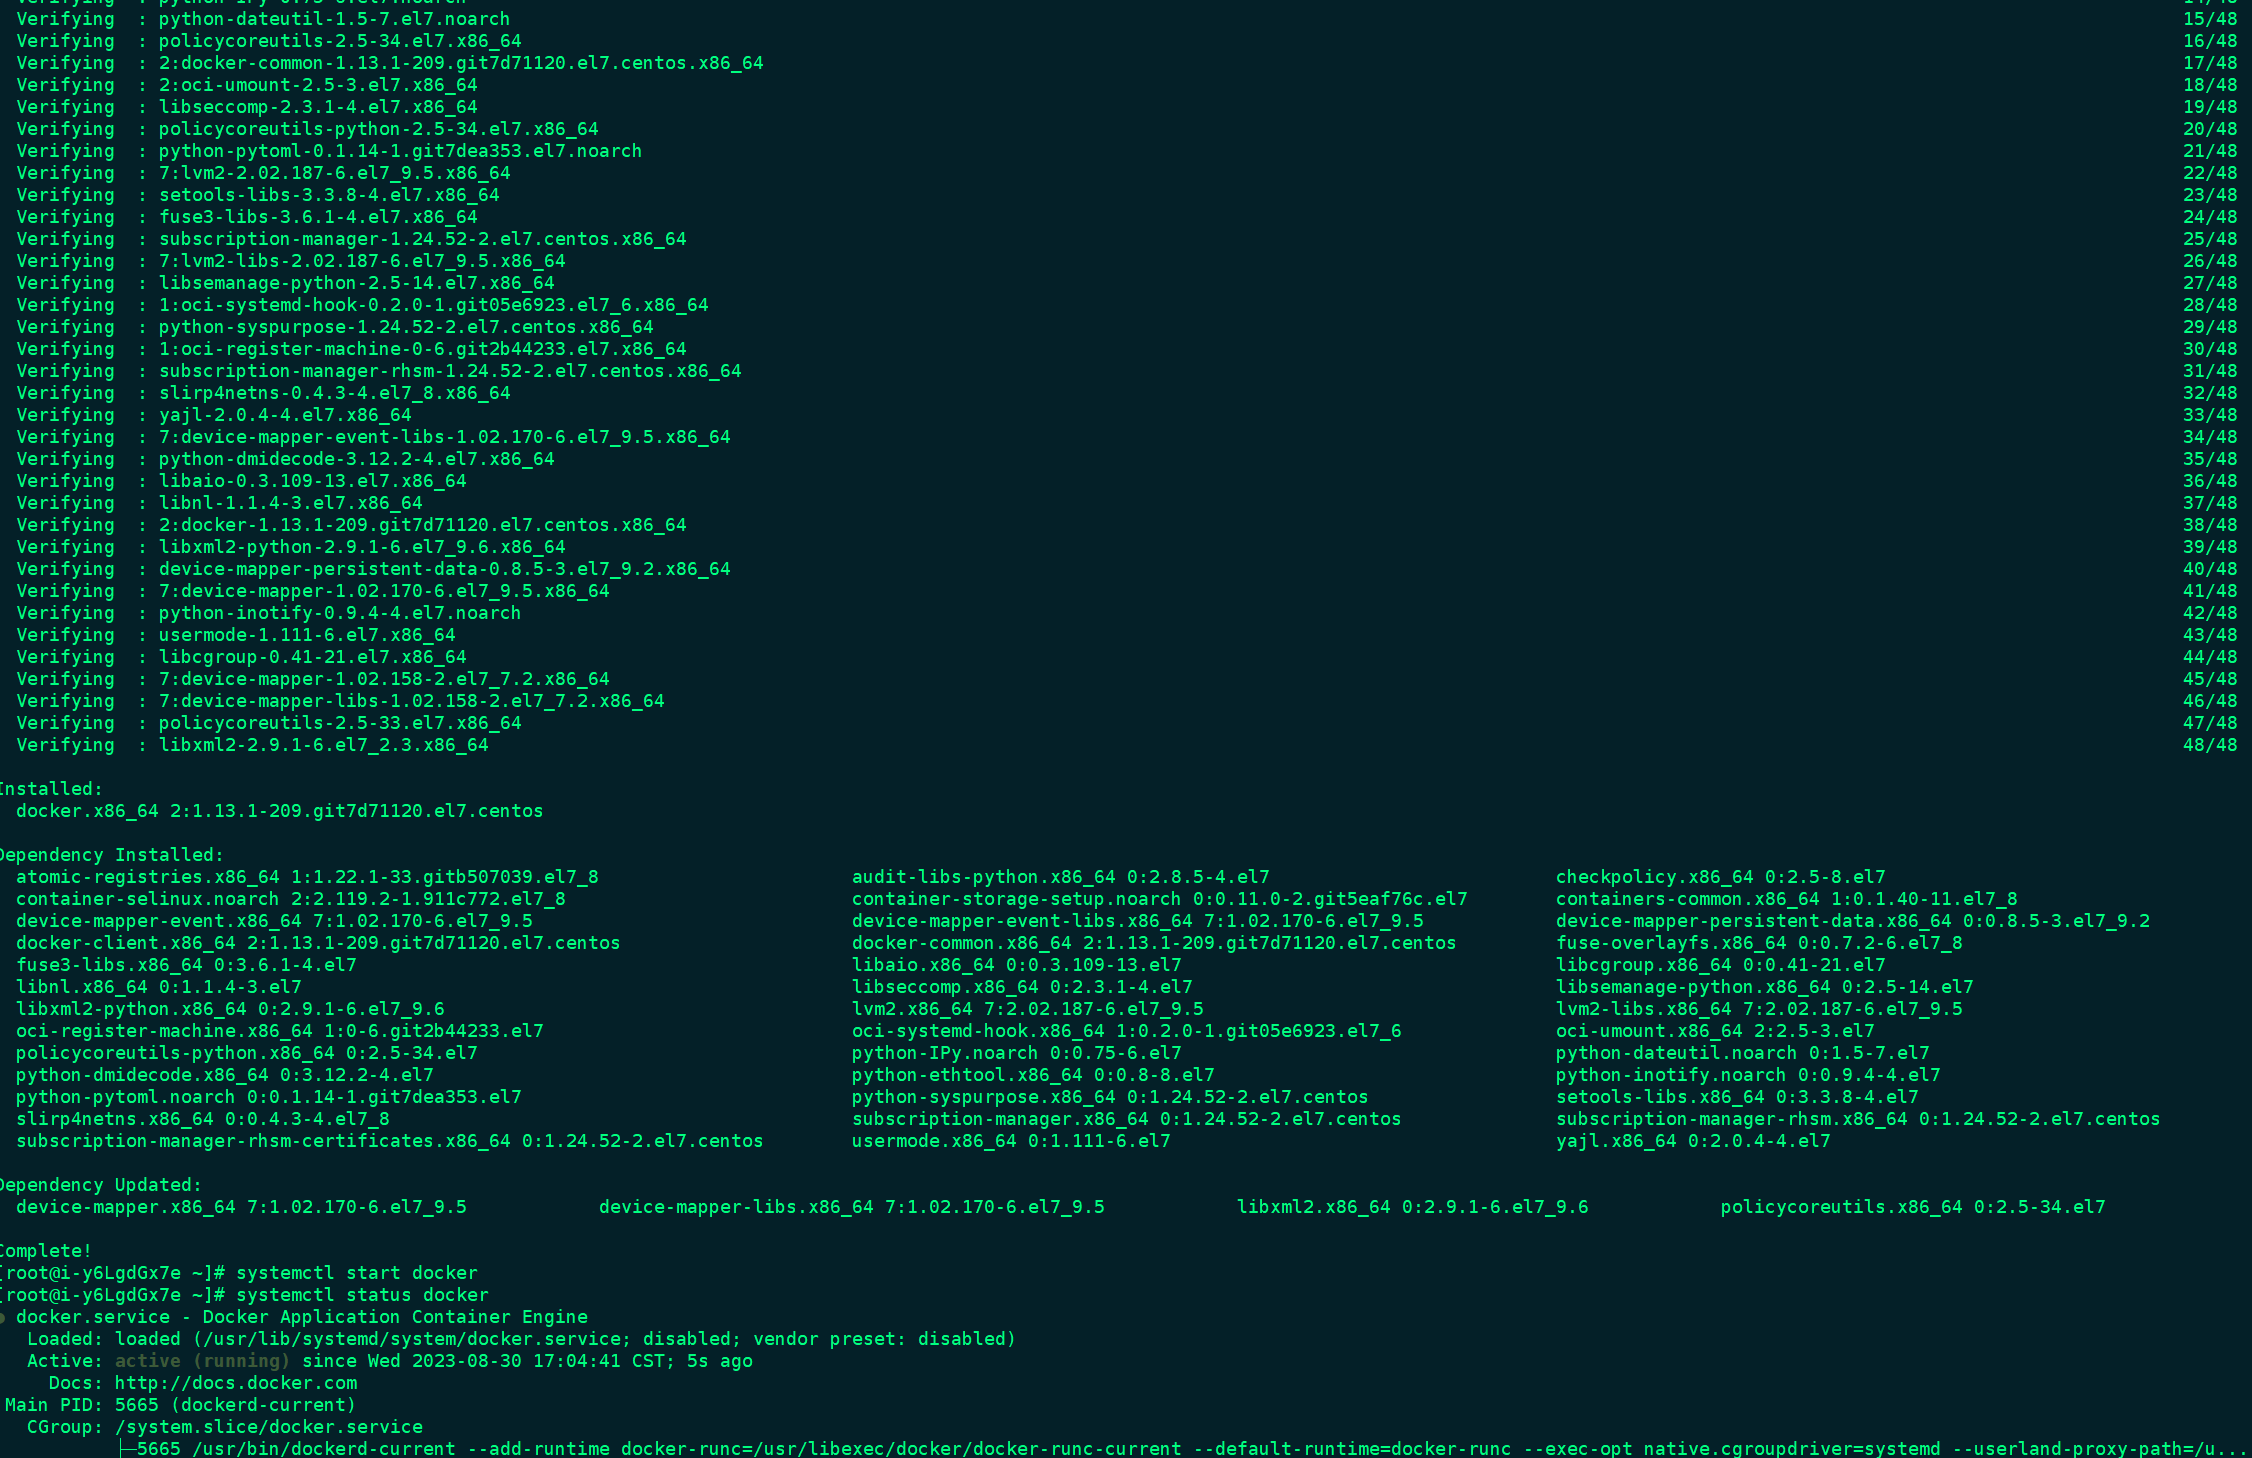 Verifying  : python-IPy-0.75-6.el7.noarch 14/48
Verifying  : python-dateutil-1.5-7.el7.noarch 15/48
Verifying  : policycoreutils-2.5-34.el7.x86_64 16/48
Verifying  : 2:docker-common-1.13.1-209.git7d71120.el7.centos.x86_64 17/48
Verifying  : 2:oci-umount-2.5-3.el7.x86_64 18/48
Verifying  : libseccomp-2.3.1-4.el7.x86_64 19/48
Verifying  : policycoreutils-python-2.5-34.el7.x86_64 20/48
Verifying  : python-pytoml-0.1.14-1.git7dea353.el7.noarch 21/48
Verifying  : 7:lvm2-2.02.187-6.el7_9.5.x86_64 22/48
Verifying  : setools-libs-3.3.8-4.el7.x86_64 23/48
Verifying  : fuse3-libs-3.6.1-4.el7.x86_64 24/48
Verifying  : subscription-manager-1.24.52-2.el7.centos.x86_64 25/48
Verifying  : 7:lvm2-libs-2.02.187-6.el7_9.5.x86_64 26/48
Verifying  : libsemanage-python-2.5-14.el7.x86_64 27/48
Verifying  : 1:oci-systemd-hook-0.2.0-1.git05e6923.el7_6.x86_64 28/48
Verifying  : python-syspurpose-1.24.52-2.el7.centos.x86_64 29/48
Verifying  : 1:oci-register-machine-0-6.git2b44233.el7.x86_64 30/48
Verifying  : subscription-manager-rhsm-1.24.52-2.el7.centos.x86_64 31/48
Verifying  : slirp4netns-0.4.3-4.el7_8.x86_64 32/48
Verifying  : yajl-2.0.4-4.el7.x86_64 33/48
Verifying  : 7:device-mapper-event-libs-1.02.170-6.el7_9.5.x86_64 34/48
Verifying  : python-dmidecode-3.12.2-4.el7.x86_64 35/48
Verifying  : libaio-0.3.109-13.el7.x86_64 36/48
Verifying  : libnl-1.1.4-3.el7.x86_64 37/48
Verifying  : 2:docker-1.13.1-209.git7d71120.el7.centos.x86_64 38/48
Verifying  : libxml2-python-2.9.1-6.el7_9.6.x86_64 39/48
Verifying  : device-mapper-persistent-data-0.8.5-3.el7_9.2.x86_64 40/48
Verifying  : 7:device-mapper-1.02.170-6.el7_9.5.x86_64 41/48
Verifying  : python-inotify-0.9.4-4.el7.noarch 42/48
Verifying  : usermode-1.111-6.el7.x86_64 43/48
Verifying  : libcgroup-0.41-21.el7.x86_64 44/48
Verifying  : 7:device-mapper-1.02.158-2.el7_7.2.x86_64 45/48
Verifying  : 7:device-mapper-libs-1.02.158-2.el7_7.2.x86_64 46/48
Verifying  : policycoreutils-2.5-33.el7.x86_64 47/48
Verifying  : libxml2-2.9.1-6.el7_2.3.x86_64 48/48
Installed:
docker.x86_64 2:1.13.1-209.git7d71120.el7.centos
Dependency Installed:
atomic-registries.x86_64 1:1.22.1-33.gitb507039.el7_8 audit-libs-python.x86_64 0:2.8.5-4.el7 checkpolicy.x86_64 0:2.5-8.el7
container-selinux.noarch 2:2.119.2-1.911c772.el7_8 container-storage-setup.noarch 0:0.11.0-2.git5eaf76c.el7 containers-common.x86_64 1:0.1.40-11.el7_8
device-mapper-event.x86_64 7:1.02.170-6.el7_9.5 device-mapper-event-libs.x86_64 7:1.02.170-6.el7_9.5 device-mapper-persistent-data.x86_64 0:0.8.5-3.el7_9.2
docker-client.x86_64 2:1.13.1-209.git7d71120.el7.centos docker-common.x86_64 2:1.13.1-209.git7d71120.el7.centos fuse-overlayfs.x86_64 0:0.7.2-6.el7_8
fuse3-libs.x86_64 0:3.6.1-4.el7 libaio.x86_64 0:0.3.109-13.el7 libcgroup.x86_64 0:0.41-21.el7
libnl.x86_64 0:1.1.4-3.el7 libseccomp.x86_64 0:2.3.1-4.el7 libsemanage-python.x86_64 0:2.5-14.el7
libxml2-python.x86_64 0:2.9.1-6.el7_9.6 lvm2.x86_64 7:2.02.187-6.el7_9.5 lvm2-libs.x86_64 7:2.02.187-6.el7_9.5
oci-register-machine.x86_64 1:0-6.git2b44233.el7 oci-systemd-hook.x86_64 1:0.2.0-1.git05e6923.el7_6 oci-umount.x86_64 2:2.5-3.el7
policycoreutils-python.x86_64 0:2.5-34.el7 python-IPy.noarch 0:0.75-6.el7 python-dateutil.noarch 0:1.5-7.el7
python-dmidecode.x86_64 0:3.12.2-4.el7 python-ethtool.x86_64 0:0.8-8.el7 python-inotify.noarch 0:0.9.4-4.el7
python-pytoml.noarch 0:0.1.14-1.git7dea353.el7 python-syspurpose.x86_64 0:1.24.52-2.el7.centos setools-libs.x86_64 0:3.3.8-4.el7
slirp4netns.x86_64 0:0.4.3-4.el7_8 subscription-manager.x86_64 0:1.24.52-2.el7.centos subscription-manager-rhsm.x86_64 0:1.24.52-2.el7.centos
subscription-manager-rhsm-certificates.x86_64 0:1.24.52-2.el7.centos usermode.x86_64 0:1.111-6.el7 yajl.x86_64 0:2.0.4-4.el7
Dependency Updated:
device-mapper.x86_64 7:1.02.170-6.el7_9.5 device-mapper-libs.x86_64 7:1.02.170-6.el7_9.5 libxml2.x86_64 0:2.9.1-6.el7_9.6 policycoreutils.x86_64 0:2.5-34.el7
Complete!
[root@i-y6LgdGx7e ~]# systemctl start docker
[root@i-y6LgdGx7e ~]# systemctl status docker
● docker.service - Docker Application Container Engine
Loaded: loaded (/usr/lib/systemd/system/docker.service; disabled; vendor preset: disabled)
Active: active (running) since Wed 2023-08-30 17:04:41 CST; 5s ago
Docs: http://docs.docker.com
Main PID: 5665 (dockerd-current)
CGroup: /system.slice/docker.service
├─5665 /usr/bin/dockerd-current --add-runtime docker-runc=/usr/libexec/docker/docker-runc-current --default-runtime=docker-runc --exec-opt native.cgroupdriver=systemd --userland-proxy-path=/u...